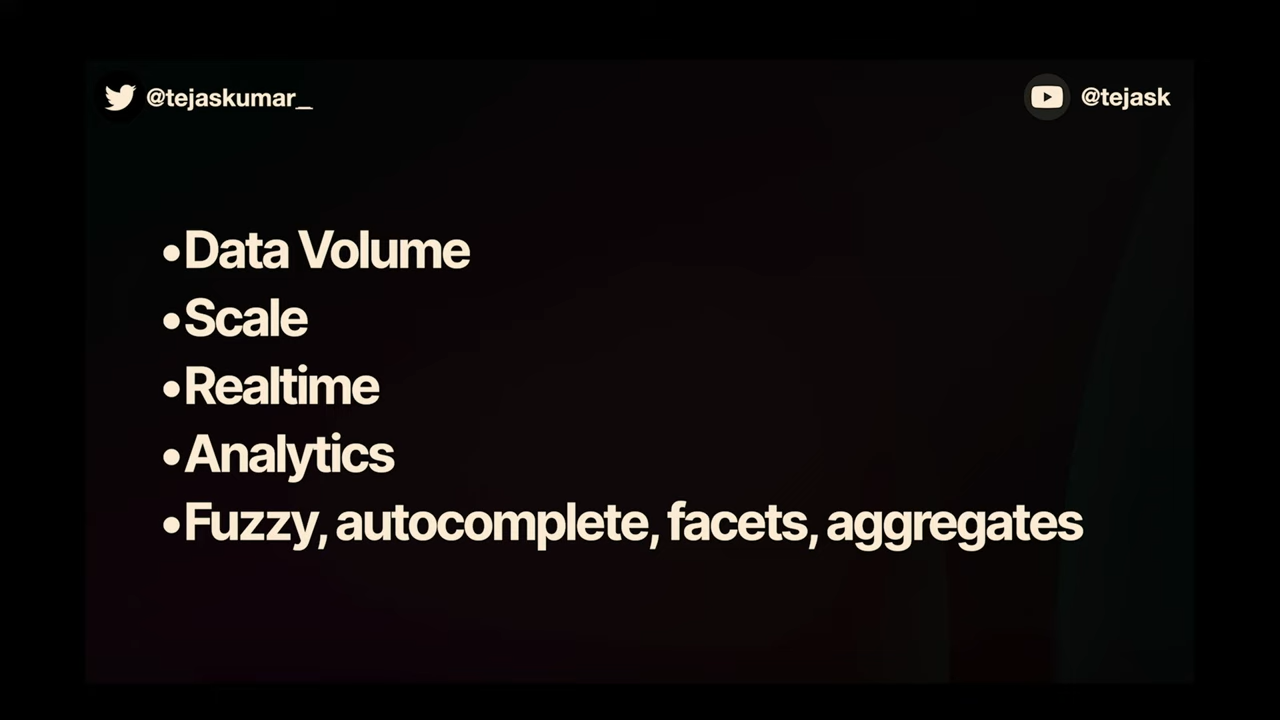 @tejaskumar_
@tejask
•Data Volume
•Scale
•Realtime
•Analytics
•Fuzzy, autocomplete, facets, aggregates